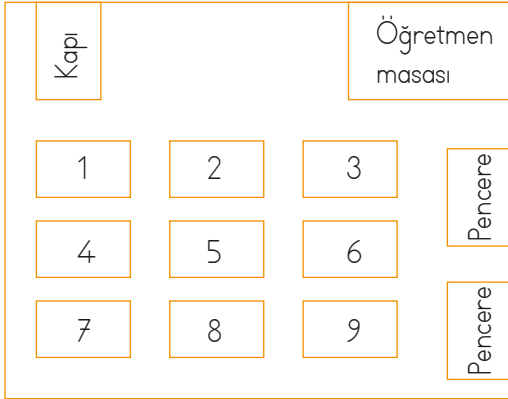 Kapı
Öğretmen
masası
1 2 3
Pencere
4 5 6
7 8 9
Pencere